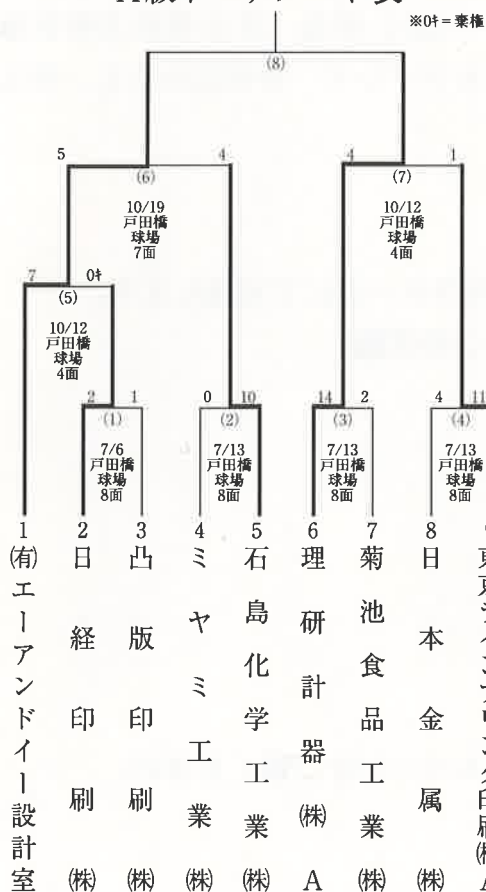 ※0キ=棄権
(8)
5 4 4 1
(6) (7)
10/19
戸田橋
球場
7面
10/12
戸田橋
球場
4面
7 0キ
(5)
10/12
戸田橋
球場
4面
2 1 0 10 14 2 4 11
(1) (2) (3) (4)
7/6
戸田橋
球場
8面
7/13
戸田橋
球場
8面
7/13
戸田橋
球場
8面
7/13
戸田橋
球場
8面
1 (有)エーアンドイー設計室
2 日経印刷(株)
3 凸版印刷(株)
4 ミヤミ工業(株)
5 石島化学工業(株)
6 理研計器(株)A
7 菊池食品工業(株)
8 日本金属(株)